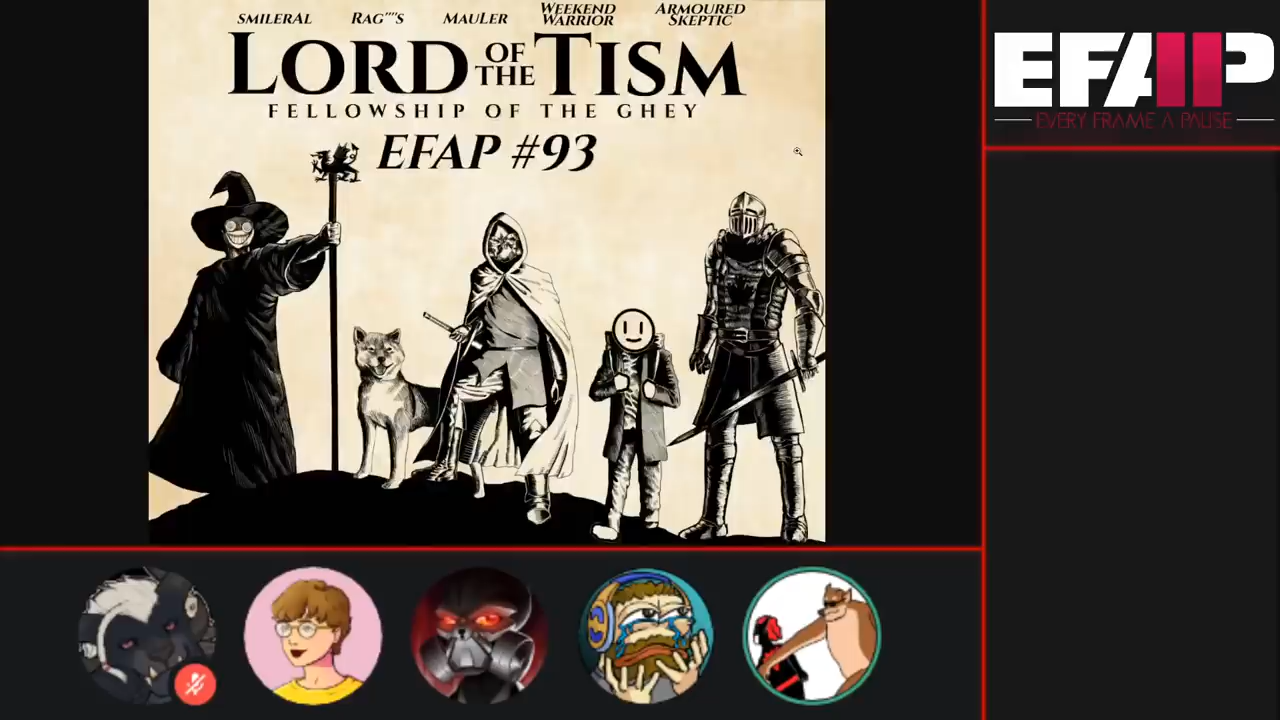 SMILERAL RAG""S MAULER WEEKEND WARRIOR ARMOURED SKEPTIC
LORD OF THE TISM
FELLOWSHIP OF THE GHEY
EFAP #93
EFAP
EVERY FRAME A PAUSE